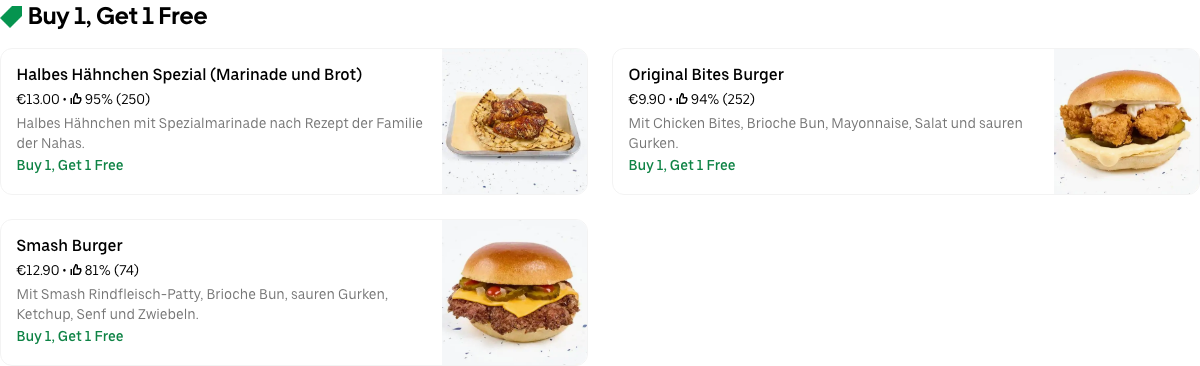 Buy 1, Get 1 Free
Halbes Hähnchen Spezial (Marinade und Brot)
€13.00 • 95% (250)
Halbes Hähnchen mit Spezialmarinade nach Rezept der Familie
der Nahas.
Buy 1, Get 1 Free
Original Bites Burger
€9.90 • 94% (252)
Mit Chicken Bites, Brioche Bun, Mayonnaise, Salat und sauren
Gurken.
Buy 1, Get 1 Free
Smash Burger
€12.90 • 81% (74)
Mit Smash Rindfleisch-Patty, Brioche Bun, sauren Gurken,
Ketchup, Senf und Zwiebeln.
Buy 1, Get 1 Free